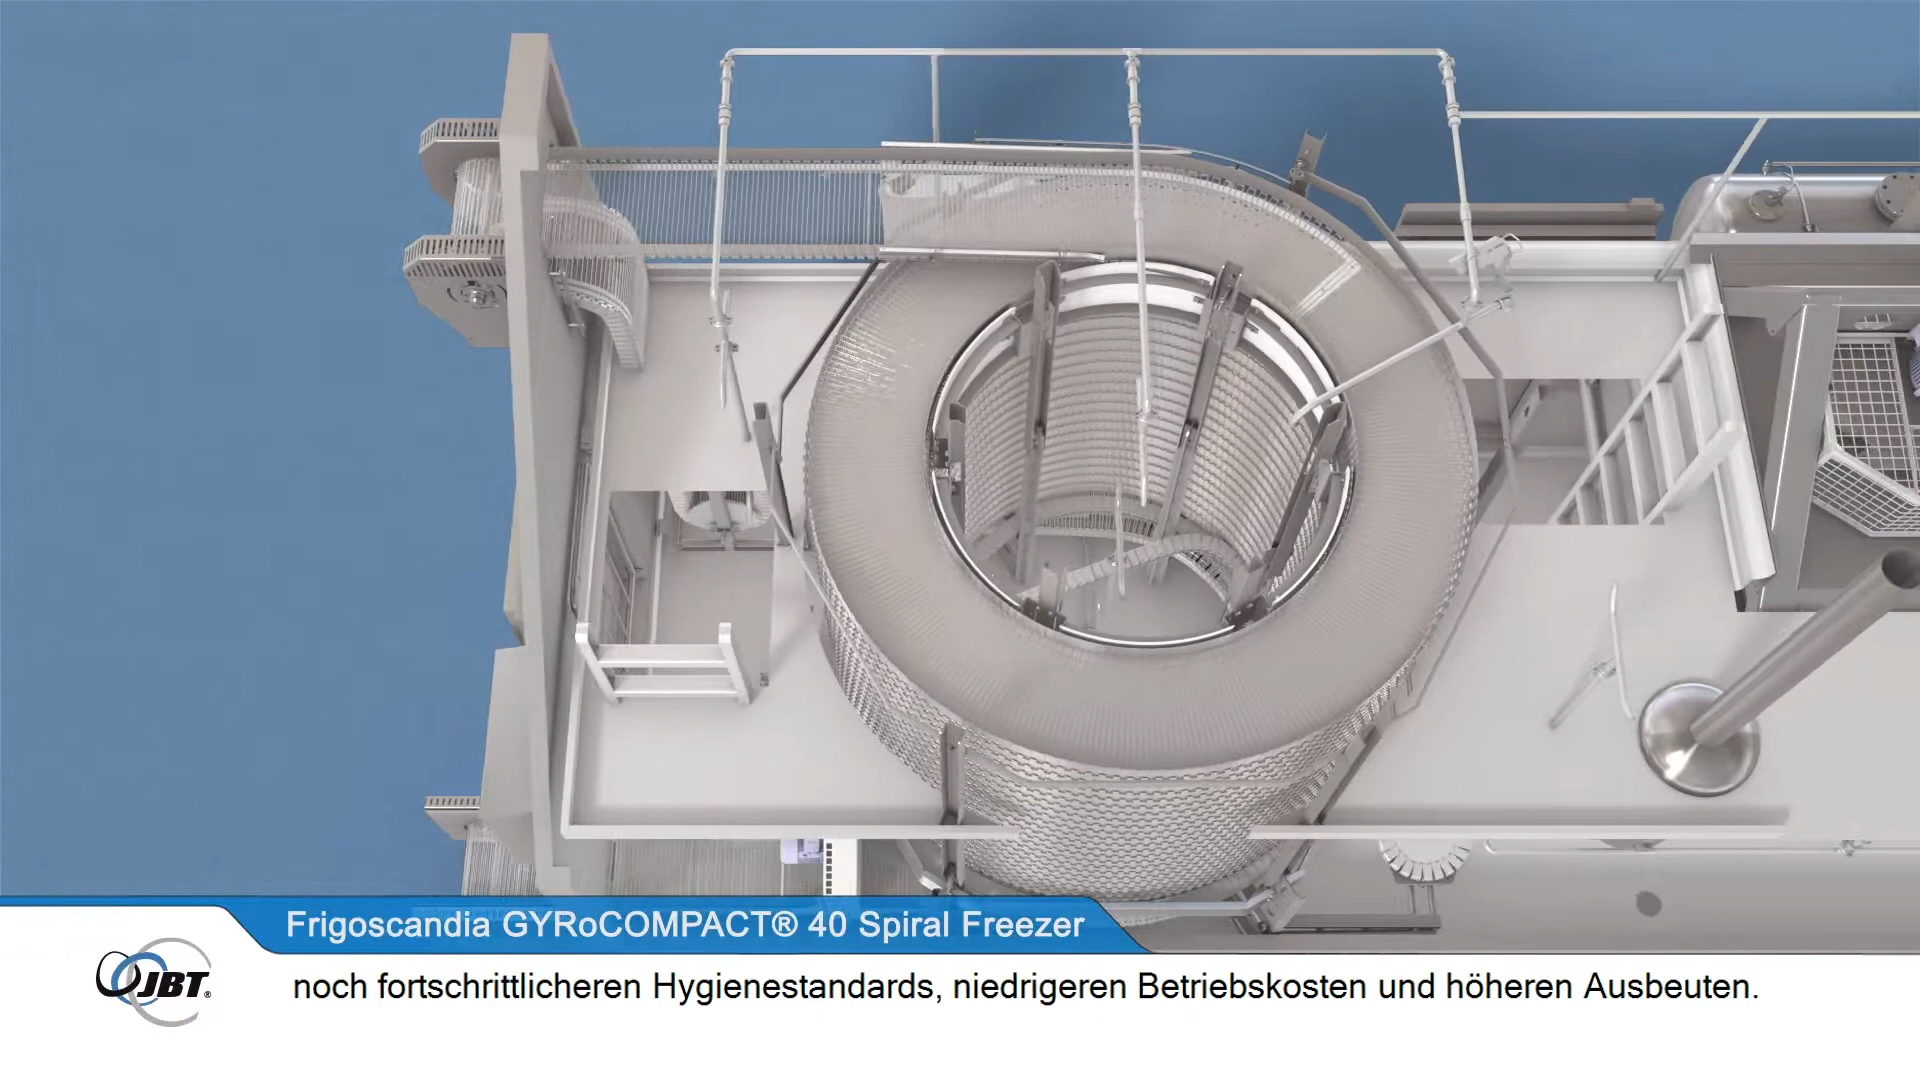 Frigoscandia GYRoCOMPACT® 40 Spiral Freezer
JBT®
noch fortschrittlicheren Hygienestandards, niedrigeren Betriebskosten und höheren Ausbeuten.